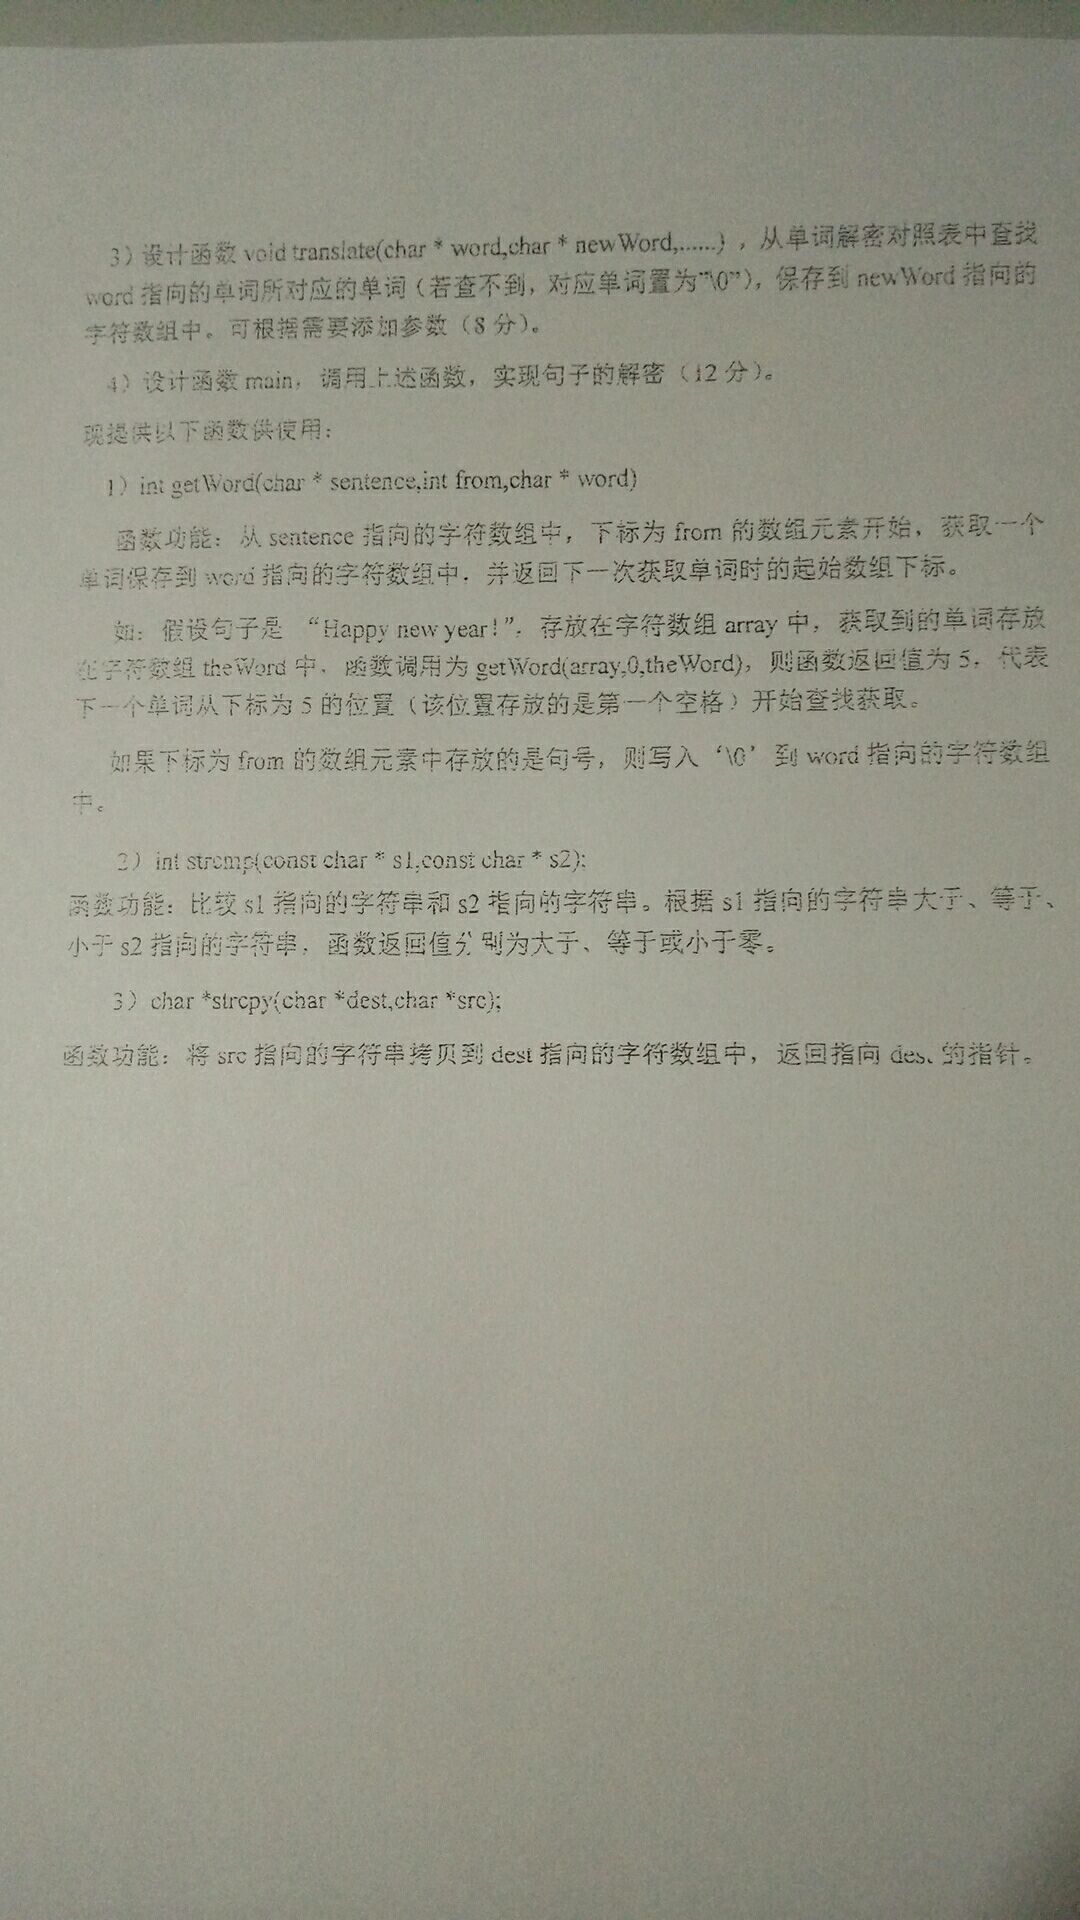 3）设计函数 void translate(char * word,char * newWord,......)，从单词解密对照表中查找
word 指向的单词所对应的单词（若查不到，对应单词置为"\0"），保存到 newWord 指向的
字符数组中。可根据需要添加参数（8 分）。
4）设计函数 main，调用上述函数，实现句子的解密（12 分）。
现提供以下函数供使用：
1）int getWord(char * sentence,int from,char * word)
函数功能：从 sentence 指向的字符数组中，下标为 from 的数组元素开始，获取一个
单词保存到 word 指向的字符数组中，并返回下一次获取单词时的起始数组下标。
如：假设句子是 “Happy new year!”，存放在字符数组 array 中，获取到的单词存放
在字符数组 theWord 中，函数调用为 getWord(array,0,theWord)，则函数返回值为 5，代表
下一个单词从下标为 5 的位置（该位置存放的是第一个空格）开始查找获取。
如果下标为 from 的数组元素中存放的是句号，则写入‘\0’到 word 指向的字符数组
中。
2）int strcmp(const char * s1,const char * s2);
函数功能：比较 s1 指向的字符串和 s2 指向的字符串。根据 s1 指向的字符串大于、等于、
小于 s2 指向的字符串，函数返回值分别为大于、等于或小于零。
3）char *strcpy(char *dest,char *src);
函数功能：将 src 指向的字符串拷贝到 dest 指向的字符数组中，返回指向 dest 的指针。